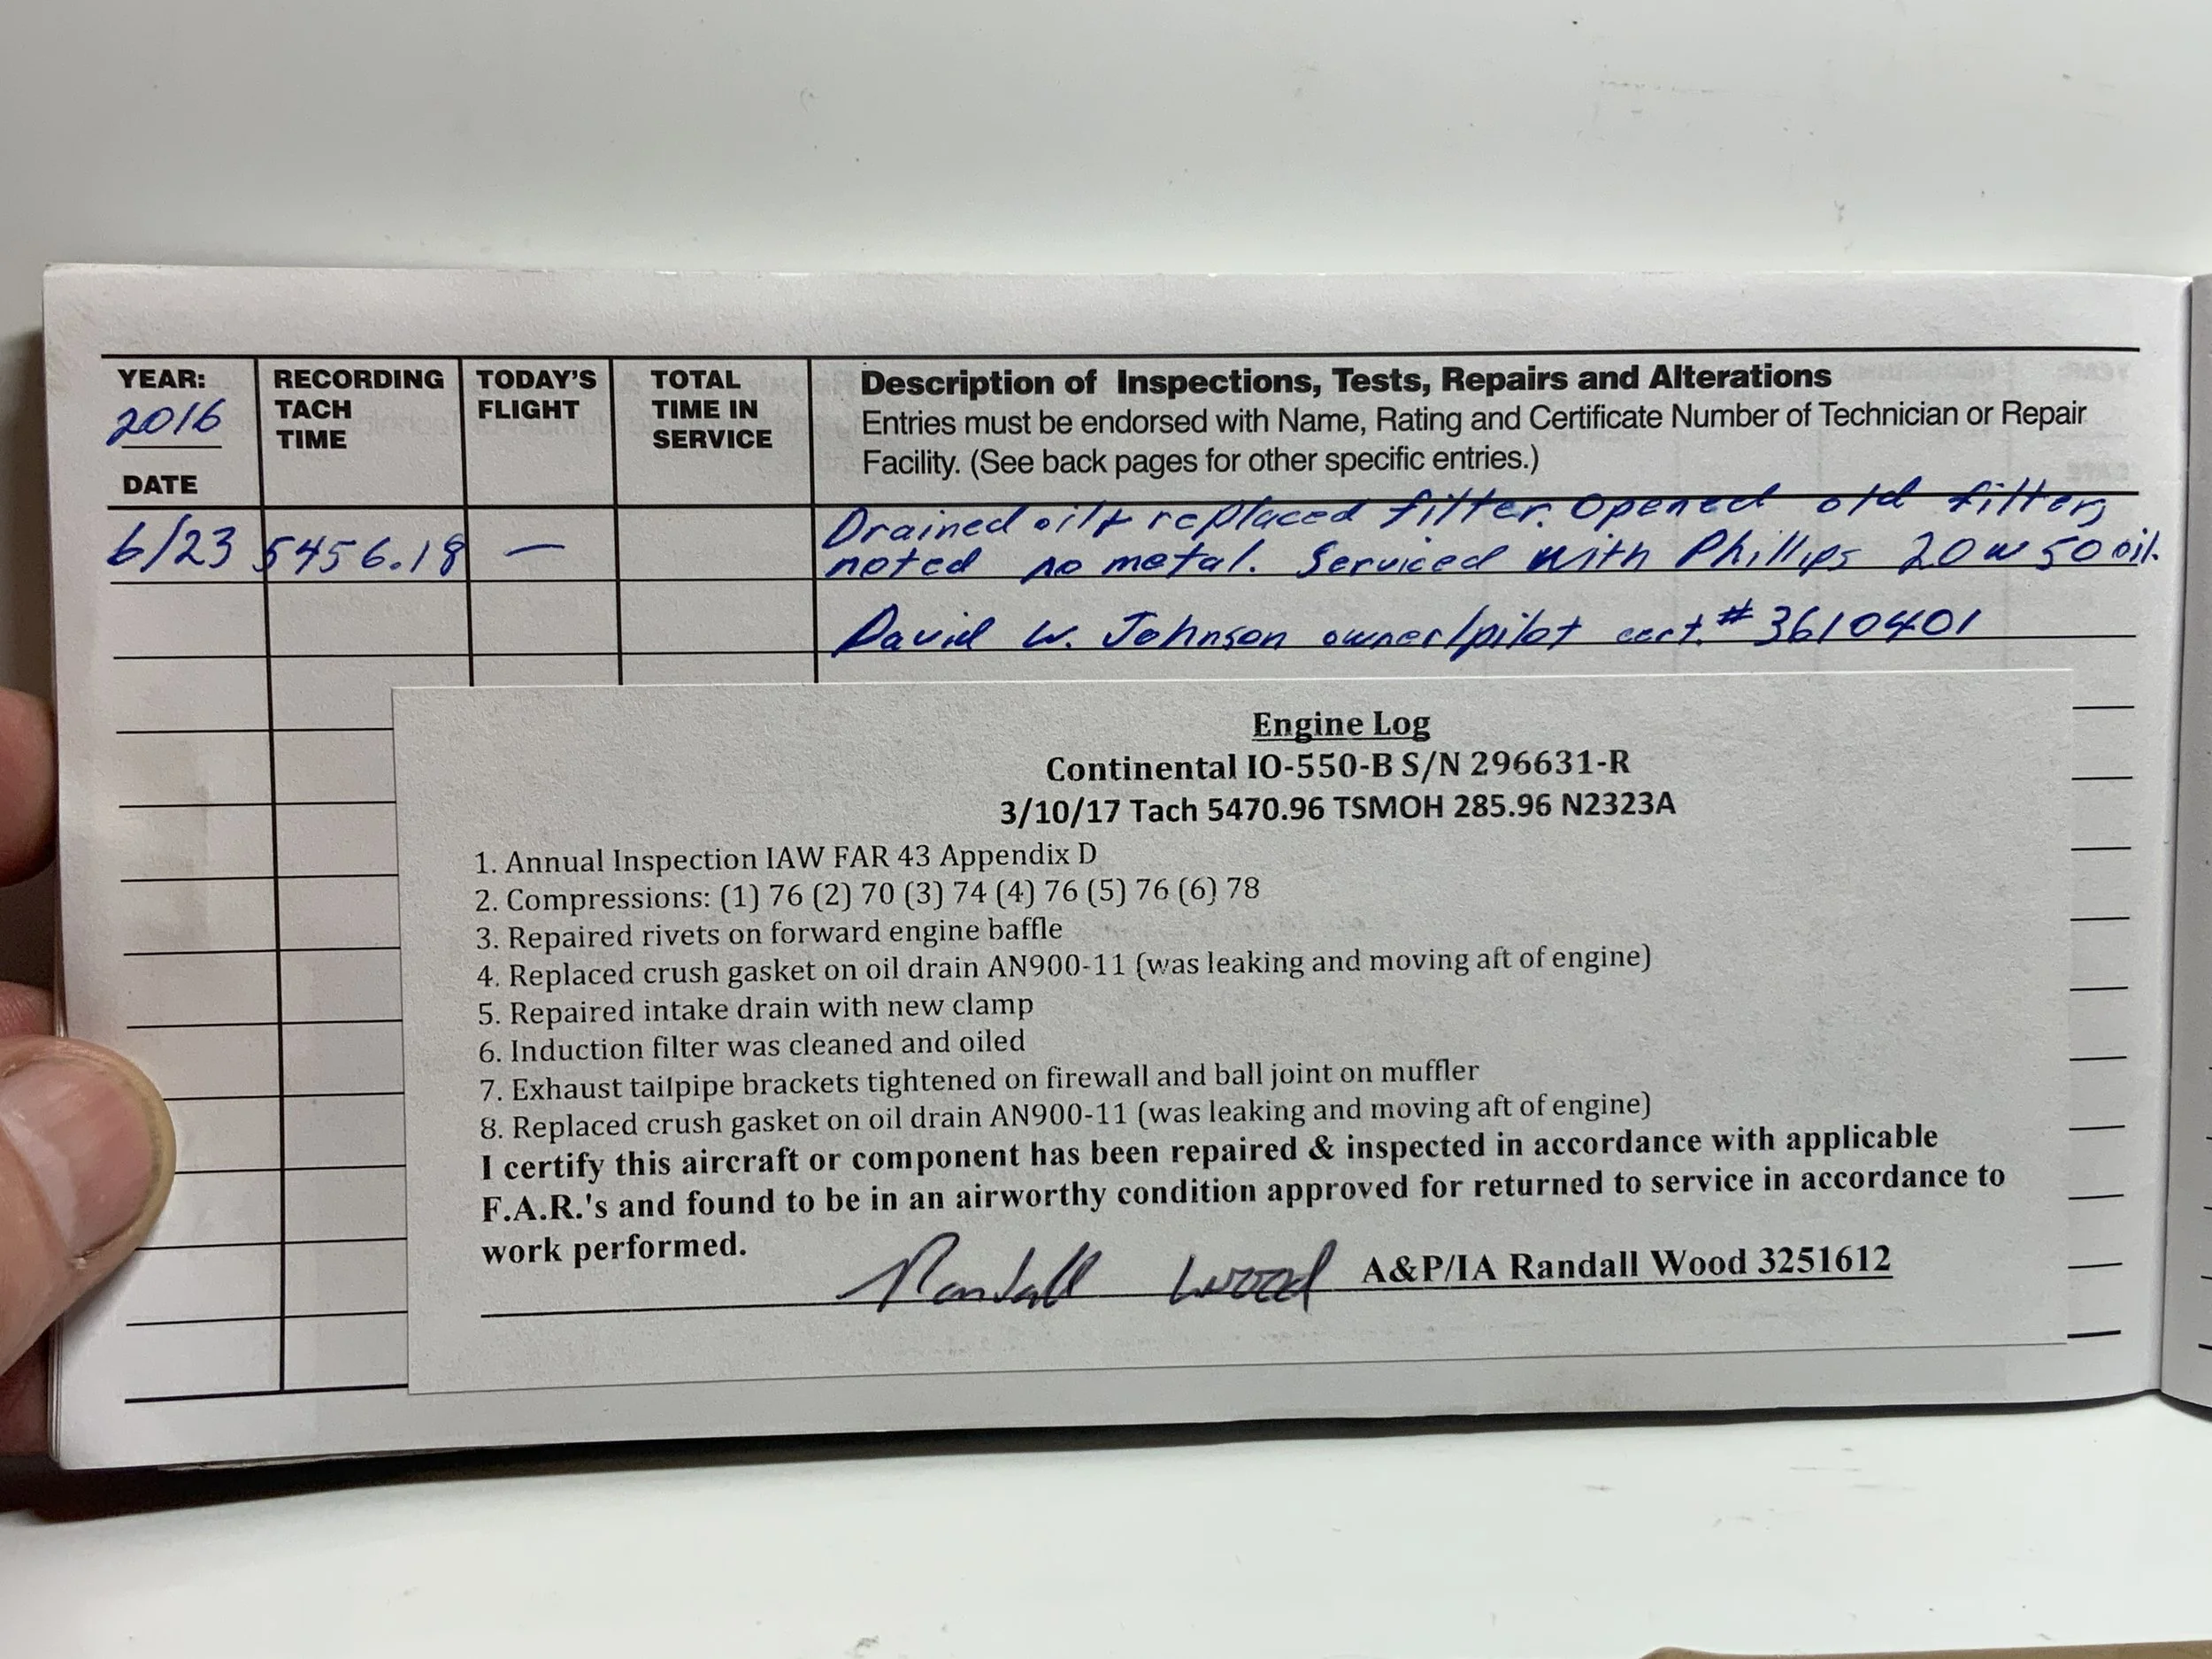 YEAR: RECORDING TODAY'S TOTAL Description of Inspections, Tests, Repairs and Alterations
2016 TACH FLIGHT TIME IN Entries must be endorsed with Name, Rating and Certificate Number of Technician or Repair
TIME SERVICE Facility. (See back pages for other specific entries.)
DATE
Drained oil & replaced filter. Opened old filter,
6/23 5456.18 — noted no metal. Serviced with Phillips 20w50 oil.
David W. Johnson owner/pilot cert. # 3610401
Engine Log
Continental IO-550-B S/N 296631-R
3/10/17 Tach 5470.96 TSMOH 285.96 N2323A
1. Annual Inspection IAW FAR 43 Appendix D
2. Compressions: (1) 76 (2) 70 (3) 74 (4) 76 (5) 76 (6) 78
3. Repaired rivets on forward engine baffle
4. Replaced crush gasket on oil drain AN900-11 (was leaking and moving aft of engine)
5. Repaired intake drain with new clamp
6. Induction filter was cleaned and oiled
7. Exhaust tailpipe brackets tightened on firewall and ball joint on muffler
8. Replaced crush gasket on oil drain AN900-11 (was leaking and moving aft of engine)
I certify this aircraft or component has been repaired & inspected in accordance with applicable
F.A.R.'s and found to be in an airworthy condition approved for returned to service in accordance to
work performed.
Randall Wood A&P/IA Randall Wood 3251612